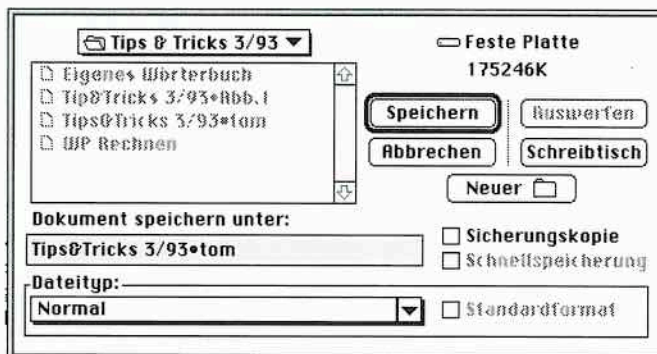 Tips & Tricks 3/93
Eigenes Wörterbuch
Tip&Tricks 3/93•Abb.1
Tips&Tricks 3/93•tom
WP Rechnen
Feste Platte
175246K
Speichern
Auswerfen
Abbrechen
Schreibtisch
Neuer
Dokument speichern unter:
Tips&Tricks 3/93•tom
Sicherungskopie
Schnellspeicherung
Dateityp:
Normal
Standardformat